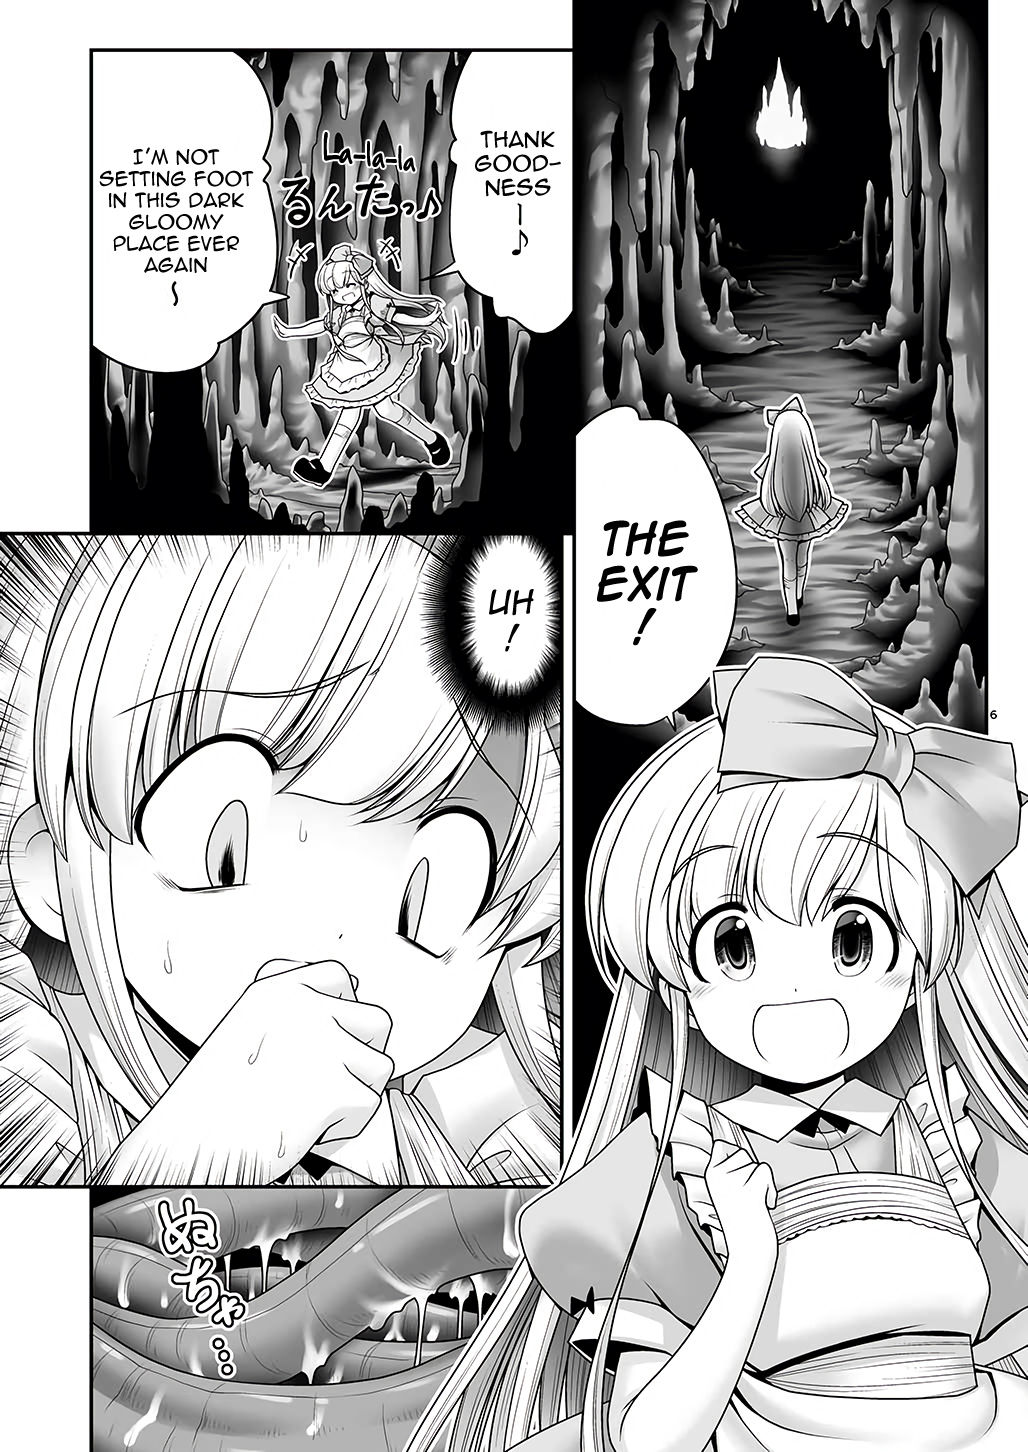 THE
EXIT
!
6
THANK
GOOD-
NESS
~
♪
La-la-la
るんたっ♪
I'M NOT
SETTING FOOT
IN THIS DARK
GLOOMY
PLACE EVER
AGAIN
~
UH
!
ぬちゃ…